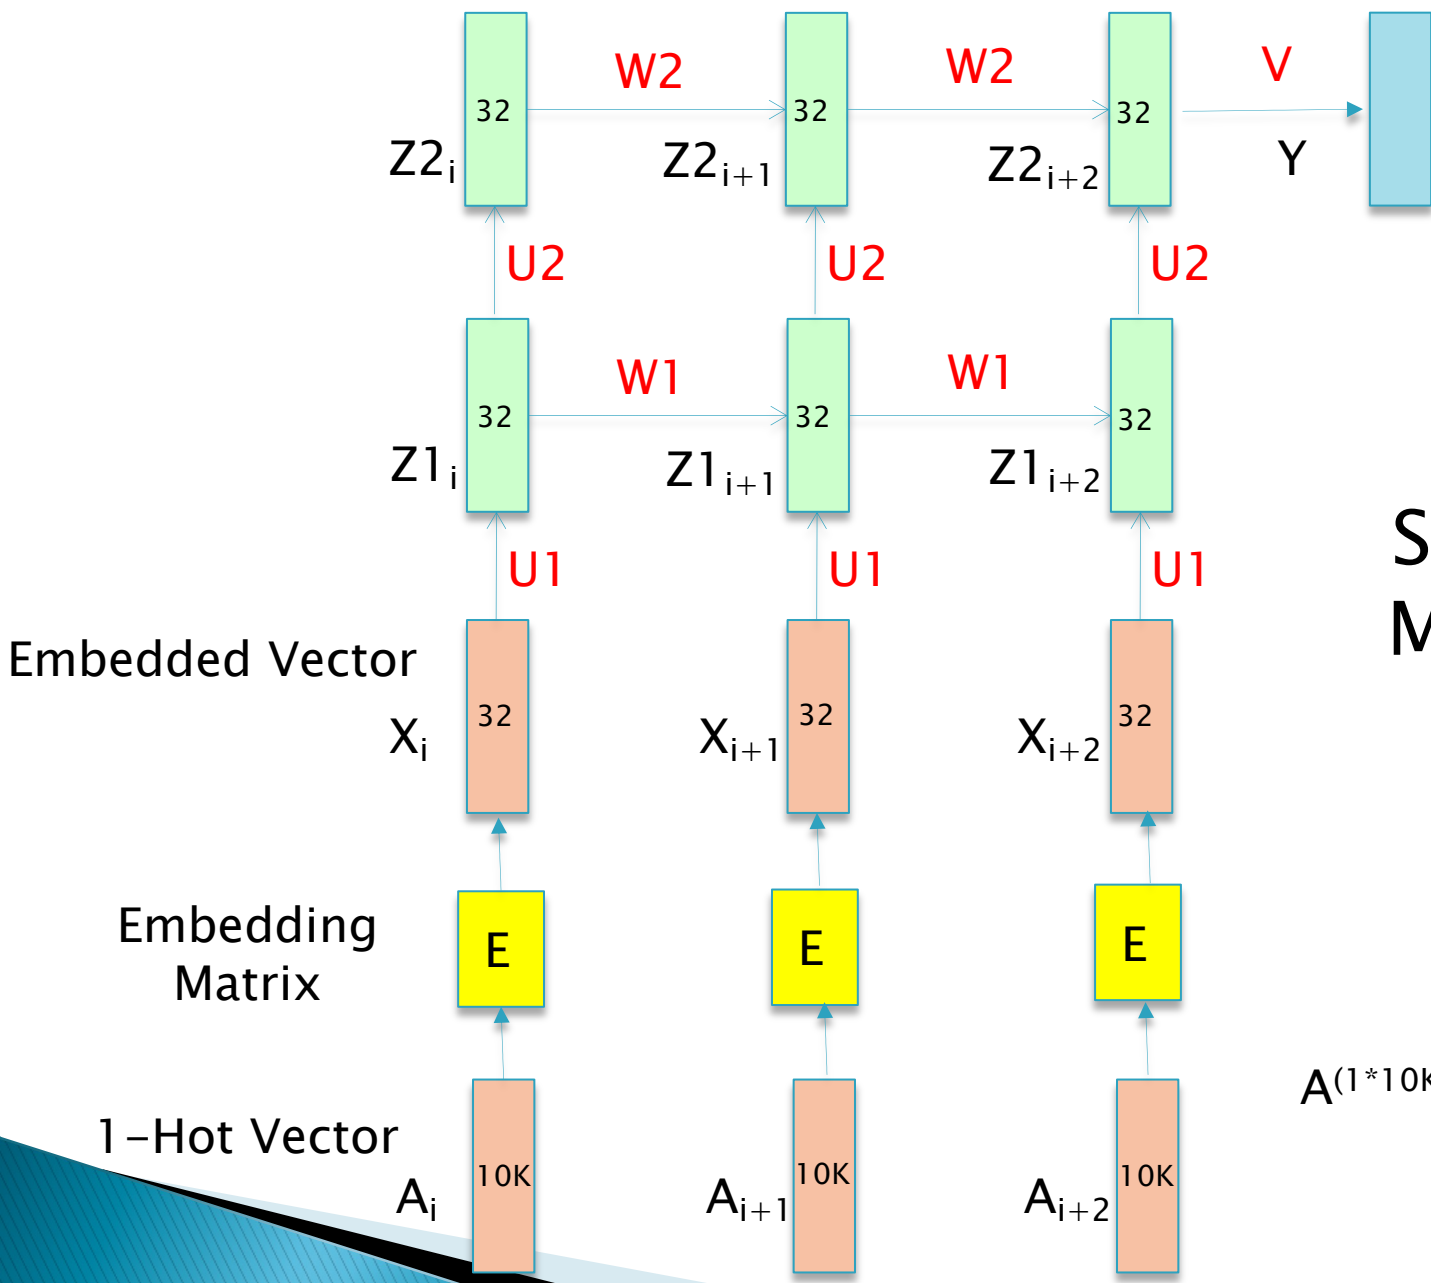 W2 W2 V
32 32 32
Z2i Z2i+1 Z2i+2 Y
U2 U2 U2
W1 W1
32 32 32
Z1i Z1i+1 Z1i+2
U1 U1 U1
Embedded Vector
32 32 32
Xi Xi+1 Xi+2
Embedding
Matrix
E E E
1-Hot Vector
10K 10K 10K
Ai Ai+1 Ai+2
A(1*10K
S
M